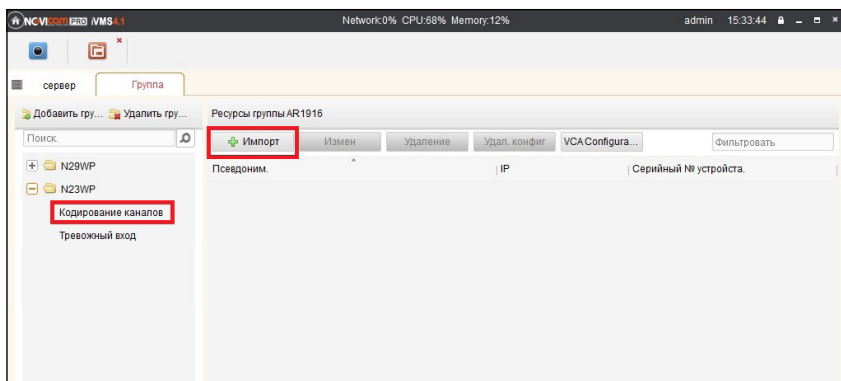 NOVIcam PRO iVMS4.1 Network:0% CPU:68% Memory:12% admin 15:33:44
сервер Группа
Добавить гру... Удалить гру... Ресурсы группы AR1916
Поиск. Импорт Измен Удаление Удал. конфиг VCA Configura... Фильтровать
N29WP Псевдоним. IP Серийный № устройства.
N23WP
Кодирование каналов
Тревожный вход